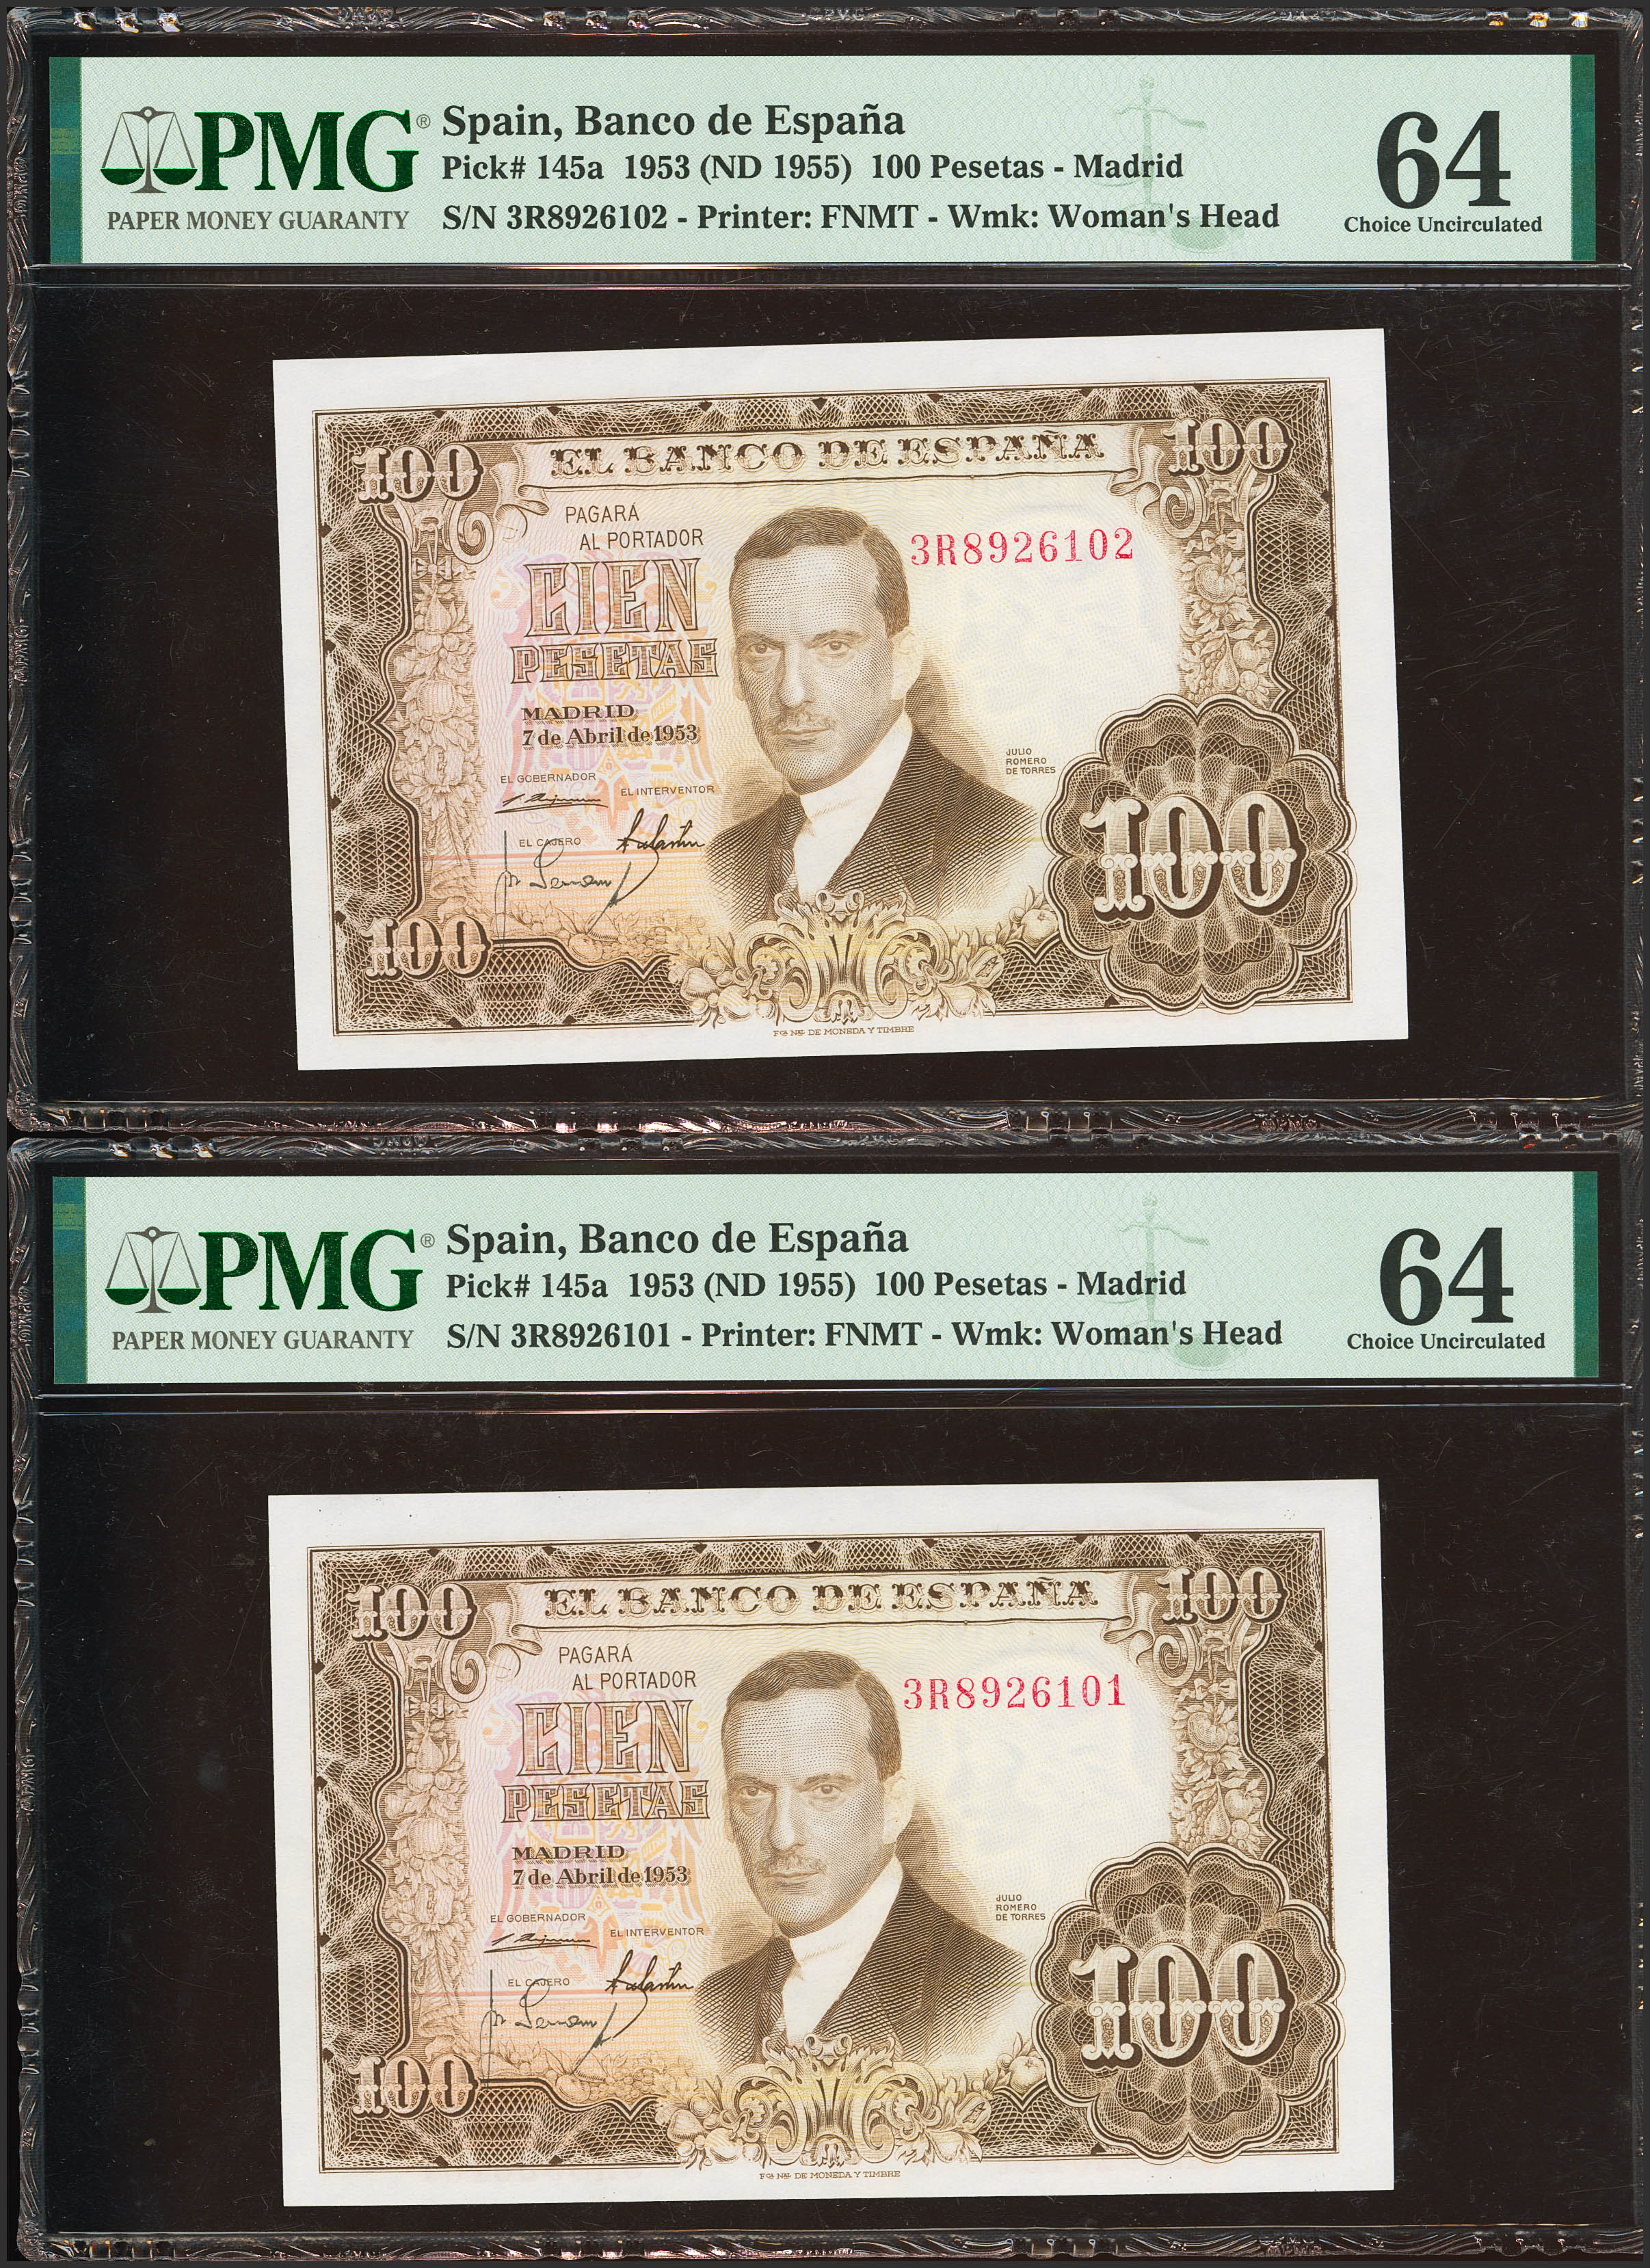 PMG®
PAPER MONEY GUARANTY
Spain, Banco de España
Pick# 145a 1953 (ND 1955) 100 Pesetas - Madrid
S/N 3R8926102 - Printer: FNMT - Wmk: Woman's Head
64
Choice Uncirculated
100
EL BANCO DE ESPAÑA
100
PAGARÁ
AL PORTADOR
3R8926102
CIEN
PESETAS
MADRID
7 de Abril de 1953
EL GOBERNADOR
EL INTERVENTOR
EL CAJERO
JULIO
ROMERO
DE TORRES
100
100
Fca Nal DE MONEDA Y TIMBRE
PMG®
PAPER MONEY GUARANTY
Spain, Banco de España
Pick# 145a 1953 (ND 1955) 100 Pesetas - Madrid
S/N 3R8926101 - Printer: FNMT - Wmk: Woman's Head
64
Choice Uncirculated
100
EL BANCO DE ESPAÑA
100
PAGARÁ
AL PORTADOR
3R8926101
CIEN
PESETAS
MADRID
7 de Abril de 1953
EL GOBERNADOR
EL INTERVENTOR
EL CAJERO
JULIO
ROMERO
DE TORRES
100
100
Fca Nal DE MONEDA Y TIMBRE